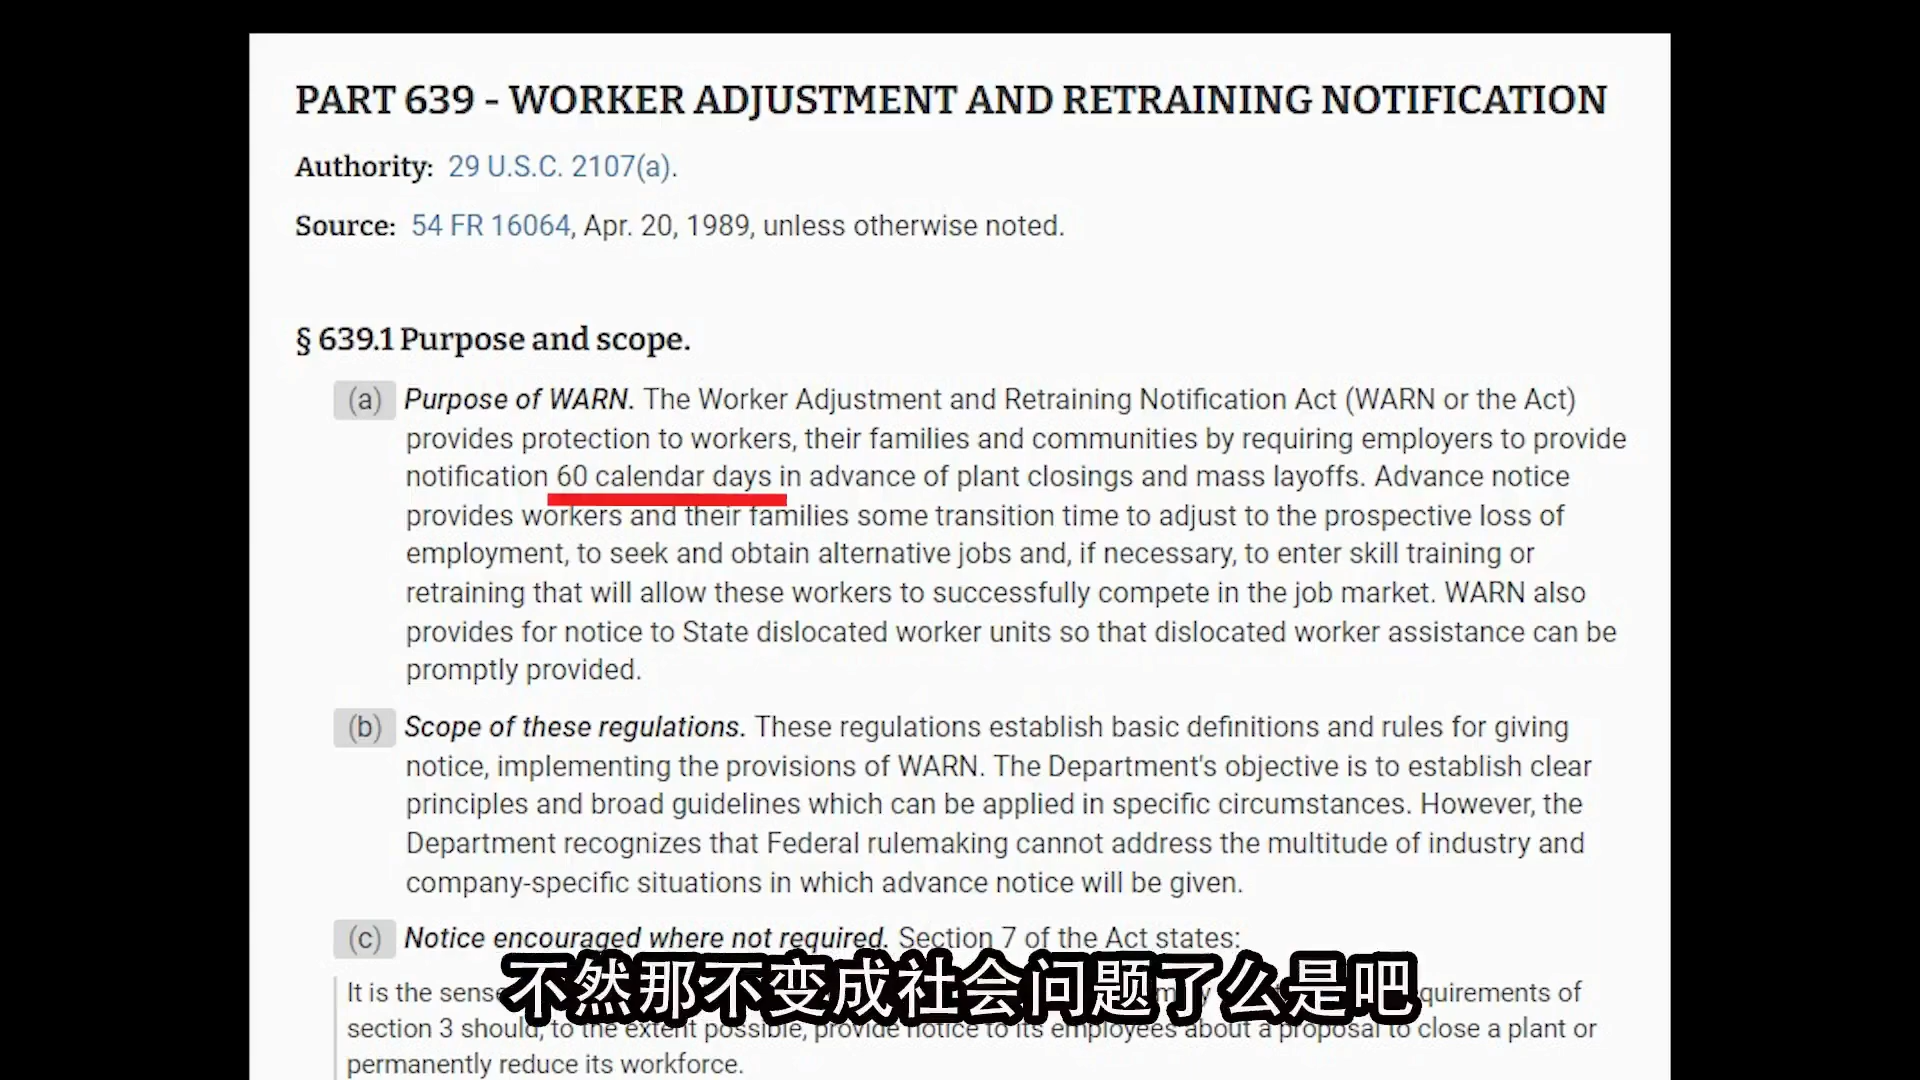 PART 639 - WORKER ADJUSTMENT AND RETRAINING NOTIFICATION
Authority: 29 U.S.C. 2107(a).
Source: 54 FR 16064, Apr. 20, 1989, unless otherwise noted.
§ 639.1 Purpose and scope.
(a) Purpose of WARN. The Worker Adjustment and Retraining Notification Act (WARN or the Act)
provides protection to workers, their families and communities by requiring employers to provide
notification 60 calendar days in advance of plant closings and mass layoffs. Advance notice
provides workers and their families some transition time to adjust to the prospective loss of
employment, to seek and obtain alternative jobs and, if necessary, to enter skill training or
retraining that will allow these workers to successfully compete in the job market. WARN also
provides for notice to State dislocated worker units so that dislocated worker assistance can be
promptly provided.
(b) Scope of these regulations. These regulations establish basic definitions and rules for giving
notice, implementing the provisions of WARN. The Department's objective is to establish clear
principles and broad guidelines which can be applied in specific circumstances. However, the
Department recognizes that Federal rulemaking cannot address the multitude of industry and
company-specific situations in which advance notice will be given.
(c) Notice encouraged where not required. Section 7 of the Act states:
It is the
不然那不变成社会问题了么是吧
section 3 should, to the extent possible, provide notice to its employees about a proposal to close a plant or
permanently reduce its workforce.